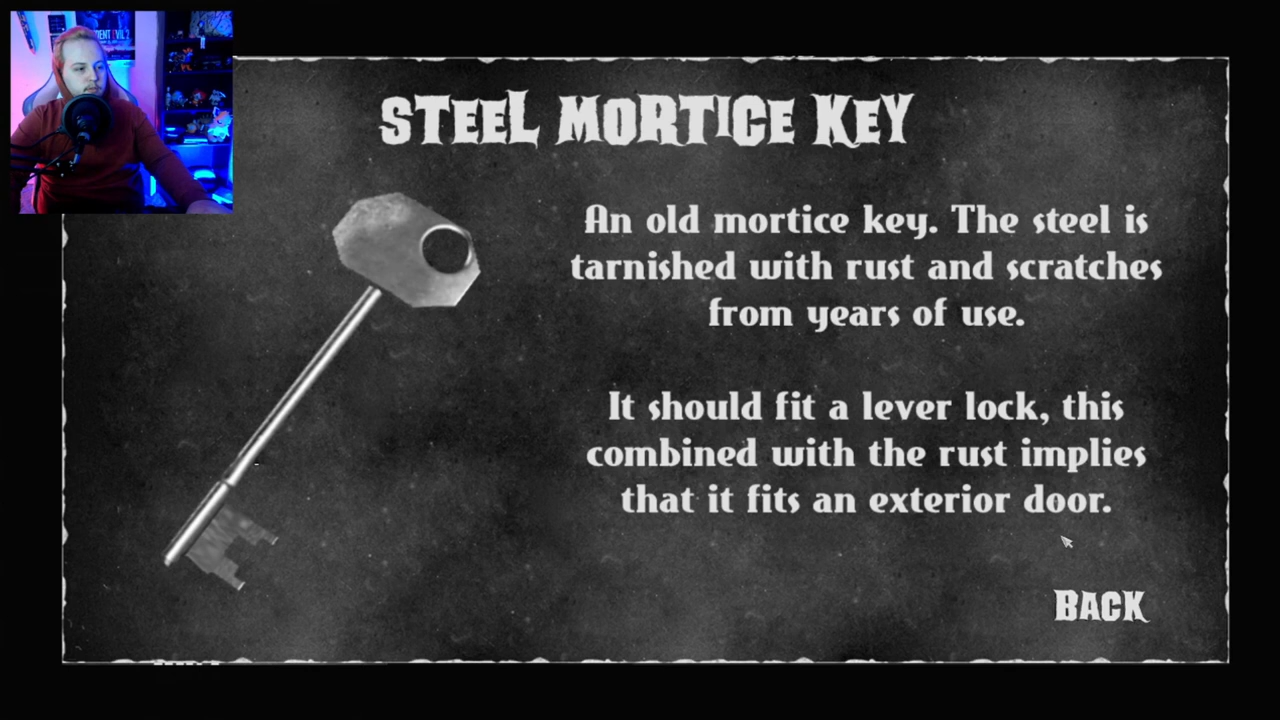 STEEL MORTICE KEY
An old mortice key. The steel is
tarnished with rust and scratches
from years of use.
It should fit a lever lock, this
combined with the rust implies
that it fits an exterior door.
BACK